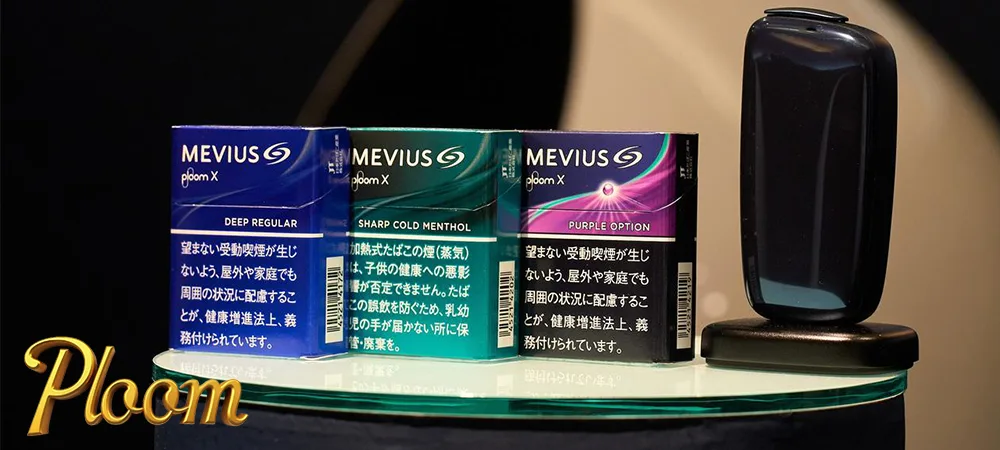 MEVIUS
ploom X
DEEP REGULAR
望まない受動喫煙が生じ
ないよう、屋外や家庭でも
周囲の状況に配慮するこ
とが、健康増進法上、義
務付けられています。
MEVIUS
ploom X
SHARP COLD MENTHOL
加熱式たばこの煙(蒸気)
は、子供の健康への悪影
響が否定できません。たば
この誤飲を防ぐため、乳幼
児の手が届かない所に保
管・廃棄を。
MEVIUS
ploom X
PURPLE OPTION
望まない受動喫煙が生じ
ないよう、屋外や家庭でも
周囲の状況に配慮するこ
とが、健康増進法上、義
務付けられています。
Ploom